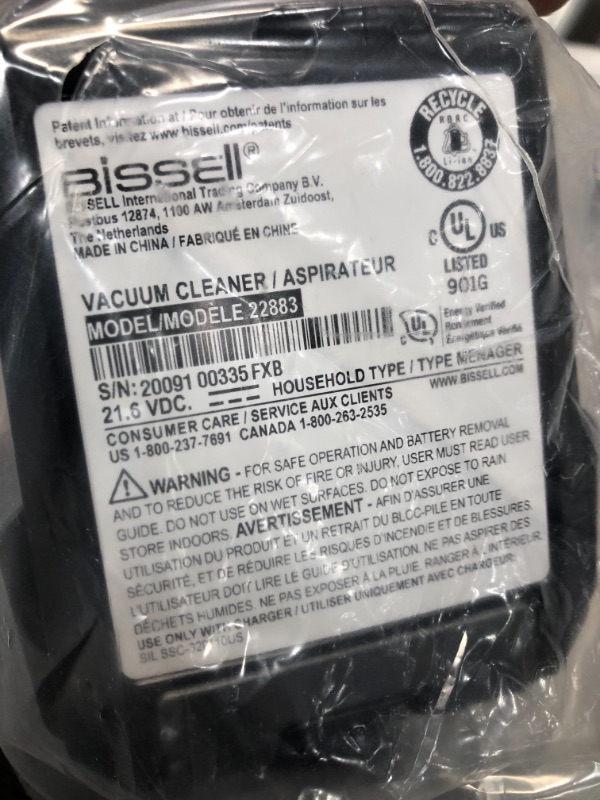 Patent Information at / Pour obtenir de l'information sur les
brevets, visitez www.bissell.com/patents
RECYCLE
RBRC
Li-ion
1.800.822.8837
BISSELL®
BISSELL International Trading Company B.V.
Postbus 12874, 1100 AW Amsterdam Zuidoost,
The Netherlands
MADE IN CHINA / FABRIQUÉ EN CHINE
C UL US
LISTED
901G
VACUUM CLEANER / ASPIRATEUR
MODEL/MODÈLE 22883
UL
Energy Verified
Énergétique Vérifié
S/N: 20091 00335 FXB
21.6 VDC. HOUSEHOLD TYPE / TYPE MÉNAGER
CONSUMER CARE / SERVICE AUX CLIENTS
WWW.BISSELL.COM
US 1-800-237-7691 CANADA 1-800-263-2535
WARNING - FOR SAFE OPERATION AND BATTERY REMOVAL
AND TO REDUCE THE RISK OF FIRE OR INJURY, USER MUST READ USER
GUIDE. DO NOT USE ON WET SURFACES. DO NOT EXPOSE TO RAIN
STORE INDOORS. AVERTISSEMENT - AFIN D'ASSURER UNE
UTILISATION DU PRODUIT ET UN RETRAIT DU BLOC-PILE EN TOUTE
SÉCURITÉ, ET DE RÉDUIRE LES RISQUES D'INCENDIE ET DE BLESSURES,
L'UTILISATEUR DOIT LIRE LE GUIDE D'UTILISATION. NE PAS ASPIRER DES
DÉCHETS HUMIDES. NE PAS EXPOSER À LA PLUIE. RANGER À L'INTÉRIEUR.
USE ONLY WITH CHARGER / UTILISER UNIQUEMENT AVEC CHARGEUR:
SIL